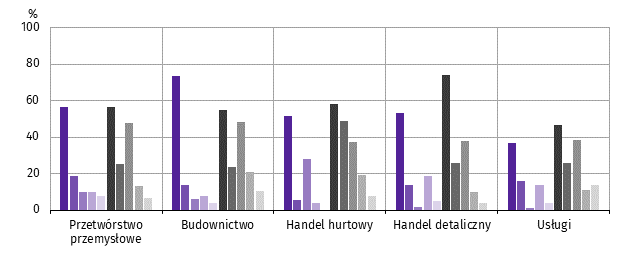 %
100
80
60
40
20
0
Przetwórstwo przemysłowe
Budownictwo
Handel hurtowy
Handel detaliczny
Usługi